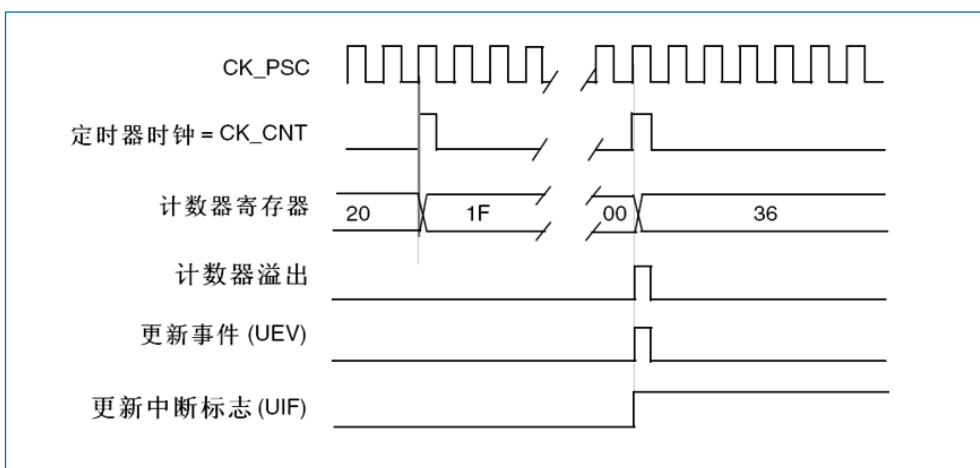 CK_PSC
定时器时钟 = CK_CNT
计数器寄存器 20 1F 00 36
计数器溢出
更新事件 (UEV)
更新中断标志 (UIF)